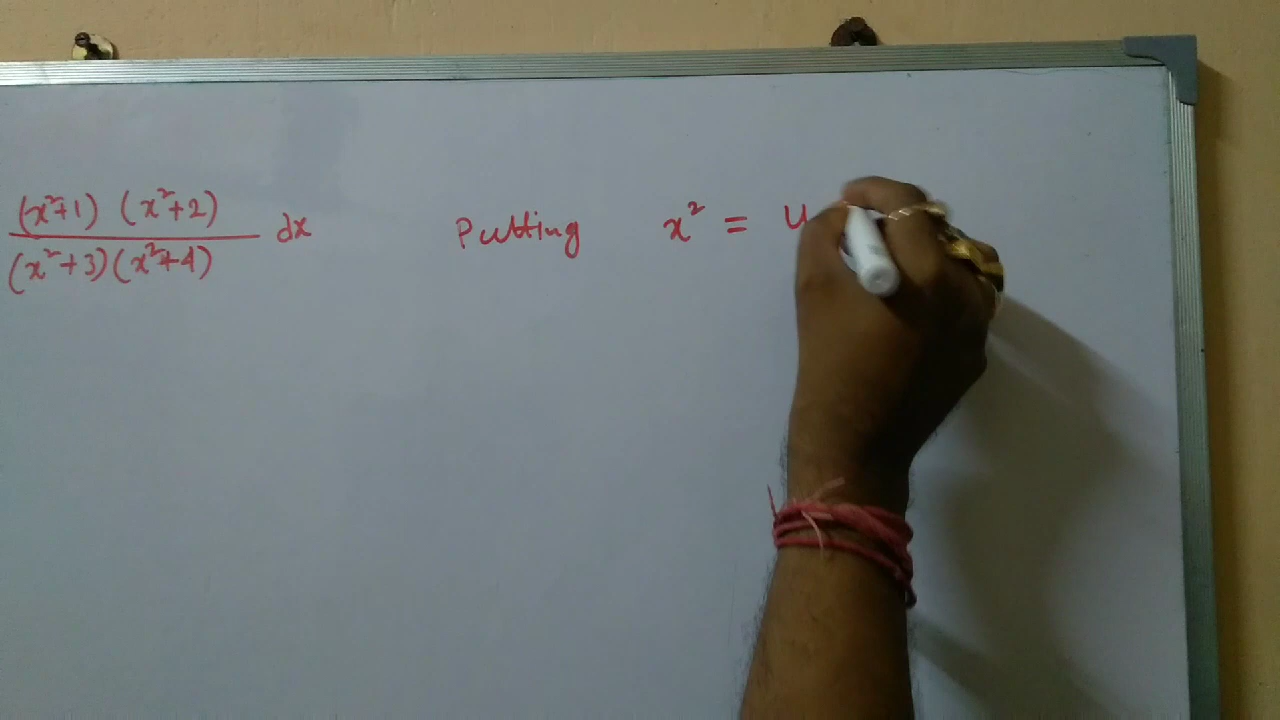 (x²+1) (x²+2)
dx Putting x² = u
(x²+3)(x²+4)